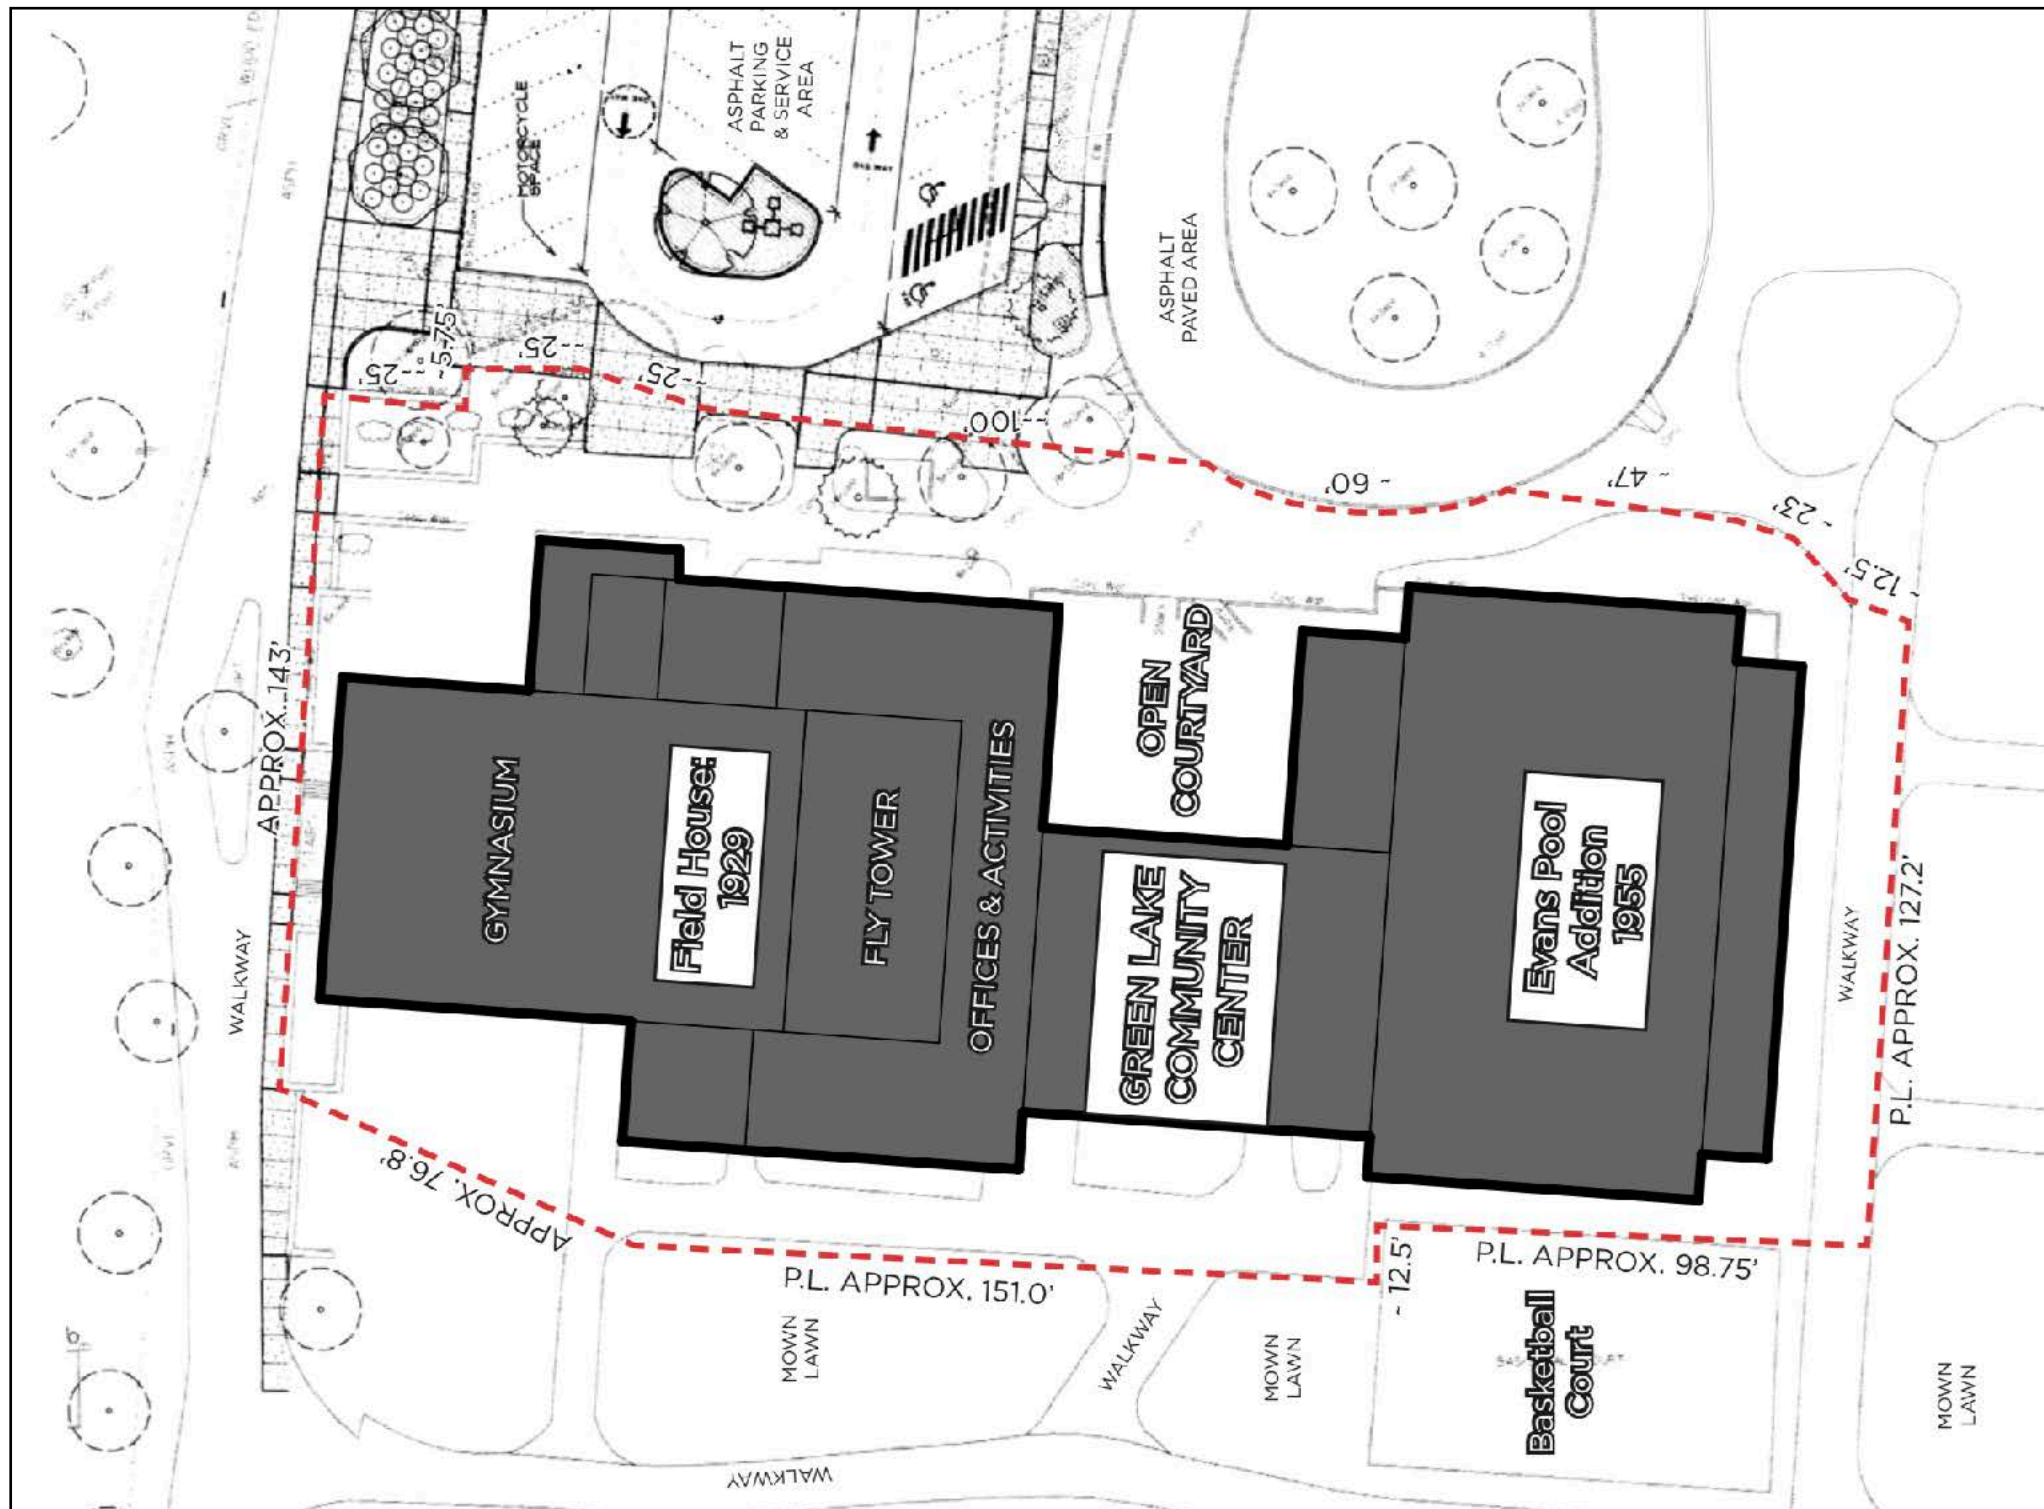 ASPHALT
PARKING
& SERVICE
AREA
MOTORCYCLE
SPACE
ONE WAY
ASPHALT
PAVED AREA
~25'
~5.75'
~25'
~25'
~100'
~ 60'
~ 47'
~ 23'
~ 12.5'
APPROX. 143'
WALKWAY
GYMNASIUM
Field House:
1929
FLY TOWER
OFFICES & ACTIVITIES
OPEN
COURTYARD
GREEN LAKE
COMMUNITY
CENTER
Evans Pool
Addition
1955
WALKWAY
P.L. APPROX. 127.2'
APPROX. 76.8'
P.L. APPROX. 151.0'
~ 12.5'
P.L. APPROX. 98.75'
MOWN
LAWN
WALKWAY
MOWN
LAWN
Basketball
Court
MOWN
LAWN
WALKWAY